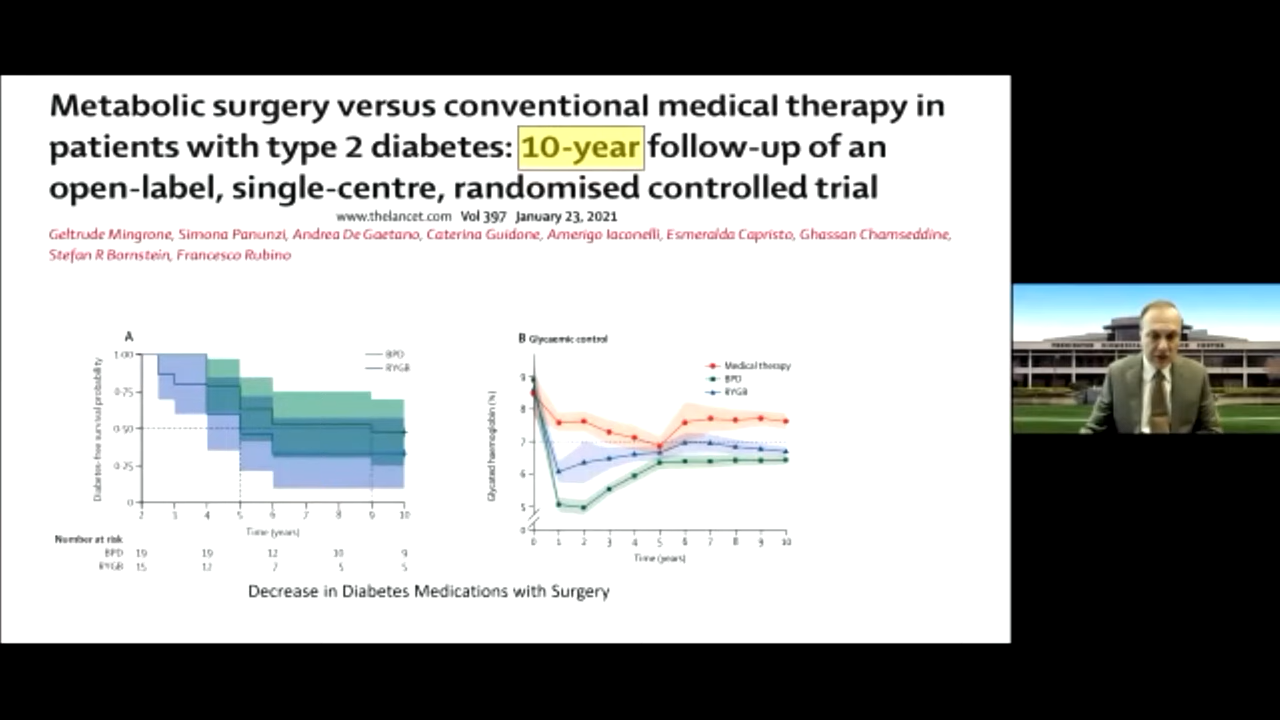 Metabolic surgery versus conventional medical therapy in
patients with type 2 diabetes: 10-year follow-up of an
open-label, single-centre, randomised controlled trial
www.thelancet.com Vol 397 January 23, 2021
Geltrude Mingrone, Simona Panunzi, Andrea De Gaetano, Caterina Guidone, Amerigo Iaconelli, Esmeralda Capristo, Ghassan Chamseddine,
Stefan R Bornstein, Francesco Rubino
A
BPD
RYGB
Diabetes-free survival probability
1·00
0·75
0·50
0·25
0
2 3 4 5 6 7 8 9 10
Time (years)
Number at risk
BPD 19 19 12 10 9
RYGB 15 12 7 5 5
B Glycaemic control
Medical therapy
BPD
RYGB
Glycated haemoglobin (%)
9
8
7
6
5
0
0 1 2 3 4 5 6 7 8 9 10
Time (years)
Decrease in Diabetes Medications with Surgery